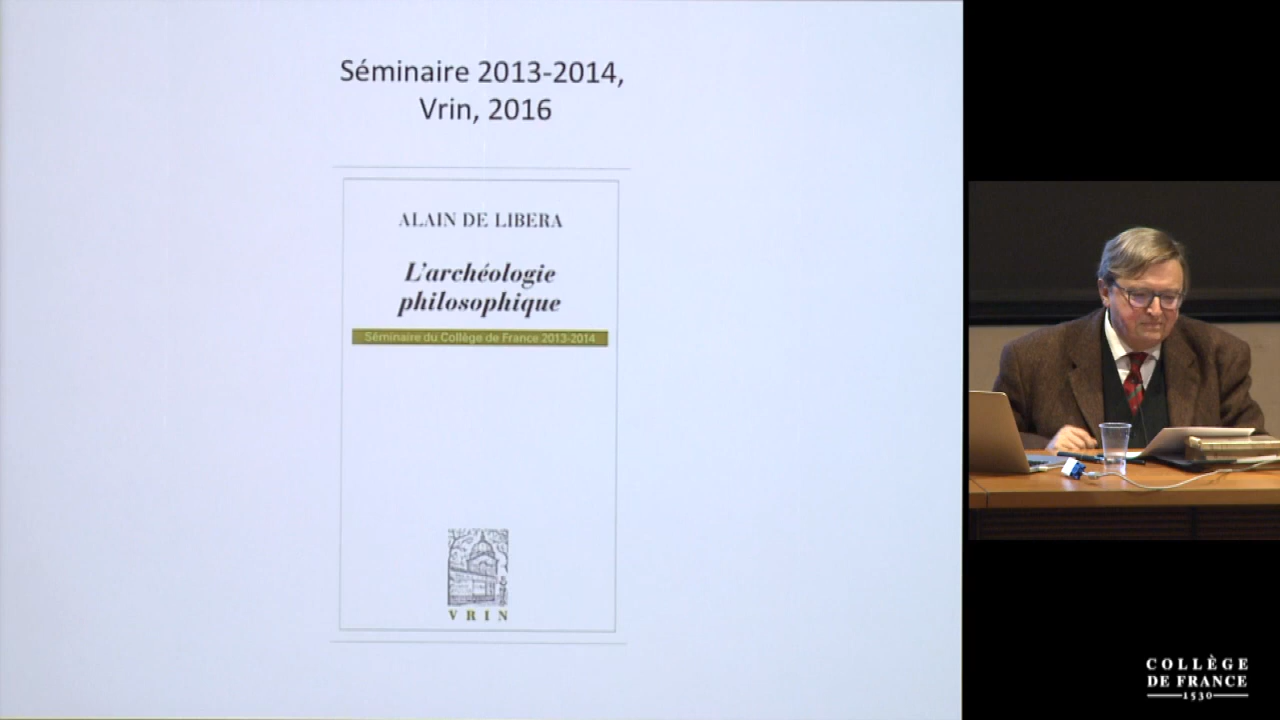 Séminaire 2013-2014,
Vrin, 2016
ALAIN DE LIBERA
L'archéologie
philosophique
Séminaire du Collège de France 2013-2014
VRIN
COLLÈGE
DE FRANCE
1530